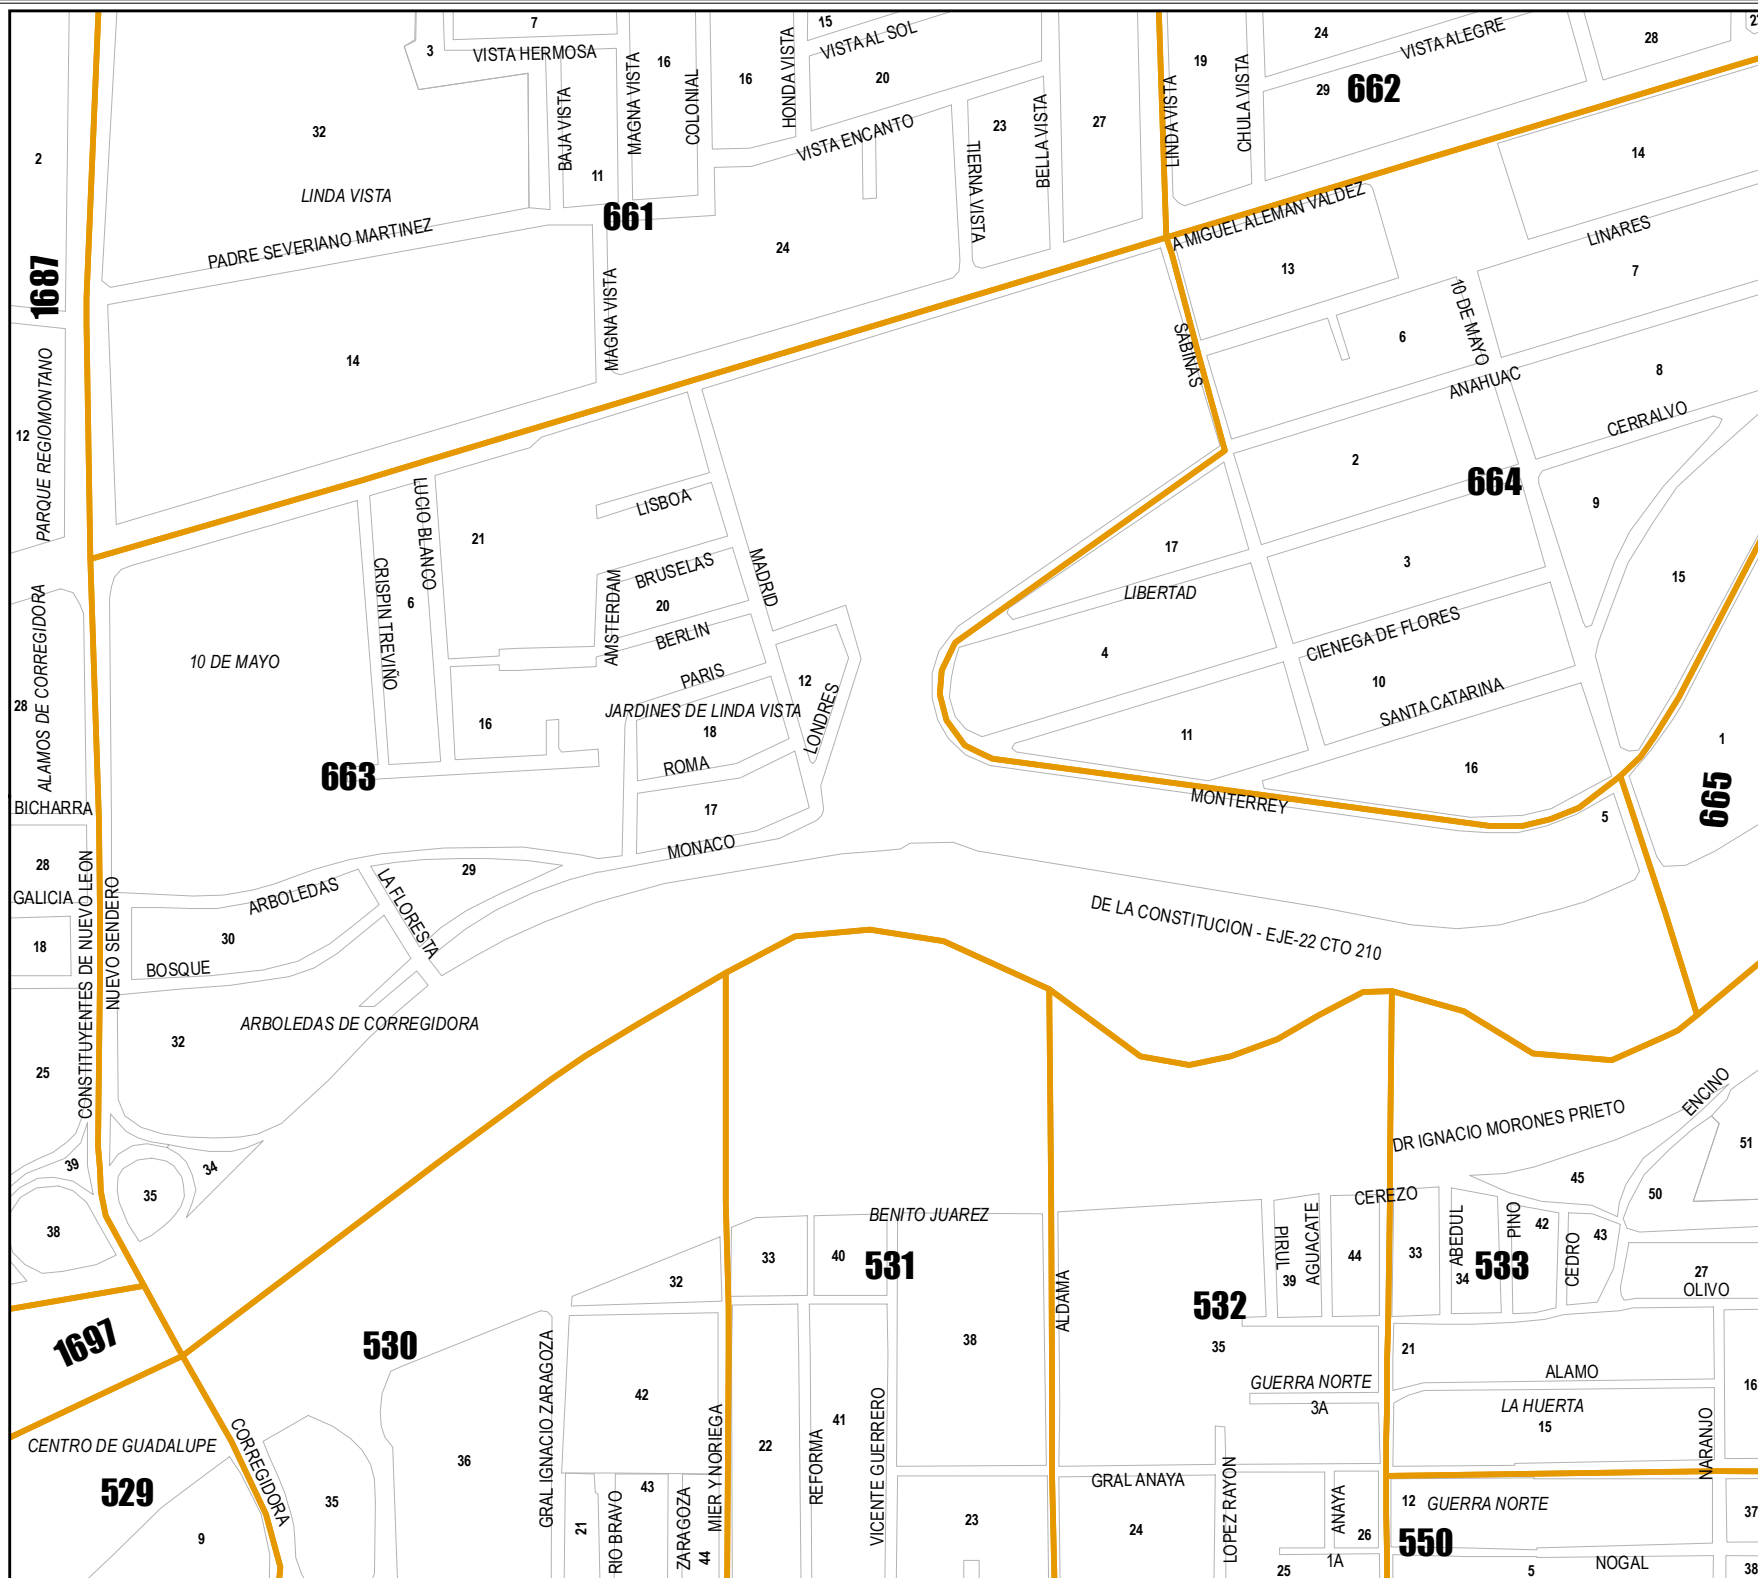 7
15
VISTA AL SOL
24
VISTA ALEGRE
28
3
VISTA HERMOSA
MAGNA VISTA
16
COLONIAL
16
HONDA VISTA
20
LINDA VISTA
19
CHULA VISTA
29
662
2
32
LINDA VISTA
BAJA VISTA
11
VISTA ENCANTO
23
TIERNA VISTA
BELLA VISTA
27
14
661
PADRE SEVERIANO MARTINEZ
24
A MIGUEL ALEMAN VALDEZ
LINARES
1687
MAGNA VISTA
13
7
14
SABINAS
6
10 DE MAYO
ANAHUAC
8
CERRALVO
PARQUE REGIOMONTANO
12
2
664
9
LUCIO BLANCO
21
LISBOA
CRISPIN TREVIÑO
6
AMSTERDAM
BRUSELAS
20
BERLIN
MADRID
17
LIBERTAD
3
15
ALAMOS DE CORREGIDORA
28
10 DE MAYO
PARIS
12
LONDRES
4
CIENEGA DE FLORES
10
SANTA CATARINA
16
JARDINES DE LINDA VISTA
18
11
1
663
ROMA
16
665
BICHARRA
17
MONACO
MONTERREY
5
28
GALICIA
18
CONSTITUYENTES DE NUEVO LEON
NUEVO SENDERO
ARBOLEDAS
LA FLORESTA
29
30
BOSQUE
DE LA CONSTITUCION - EJE-22 CTO 210
25
32
ARBOLEDAS DE CORREGIDORA
DR IGNACIO MORONES PRIETO
ENCINO
51
39
34
35
38
45
50
BENITO JUAREZ
33
40
531
32
ALDAMA
PIRUL
39
AGUACATE
CEREZO
44
33
ABEDUL
34
533
PINO
42
CEDRO
43
27
OLIVO
532
1697
530
GRAL IGNACIO ZARAGOZA
42
MIER Y NORIEGA
38
35
21
ALAMO
GUERRA NORTE
3A
LA HUERTA
15
16
NARANJO
CENTRO DE GUADALUPE
529
CORREGIDORA
36
22
REFORMA
41
VICENTE GUERRERO
GRAL ANAYA
LOPEZ RAYON
9
35
21
RIO BRAVO
43
ZARAGOZA
44
23
24
25
ANAYA
1A
26
12
GUERRA NORTE
550
37
5
NOGAL
38